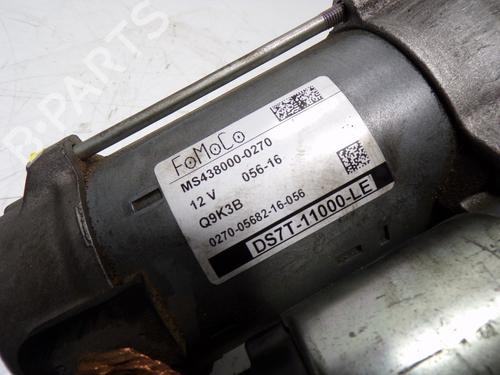 B-PARTS
FoMoCo
MS438000-0270
12 V 056-16
Q9K3B
0270-05682-16-056
DS7T-11000-LE